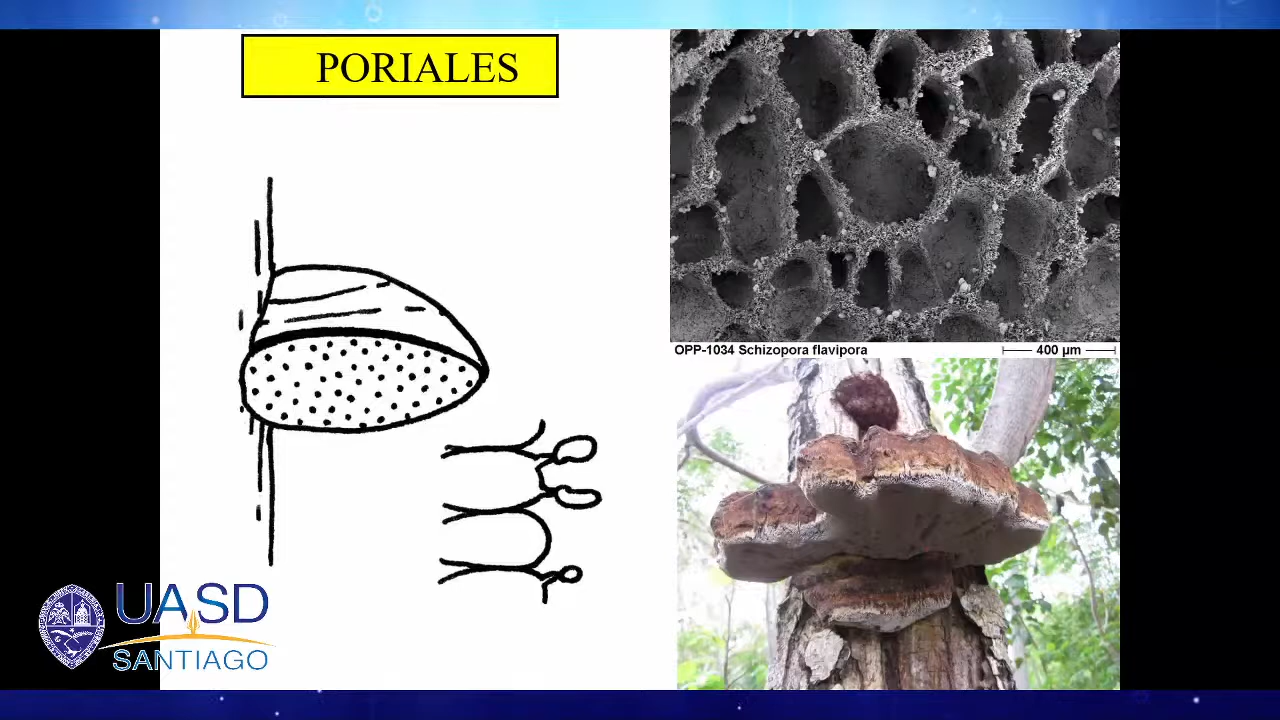 PORIALES
OPP-1034 Schizopora flavipora
400 µm
UASD
SANTIAGO